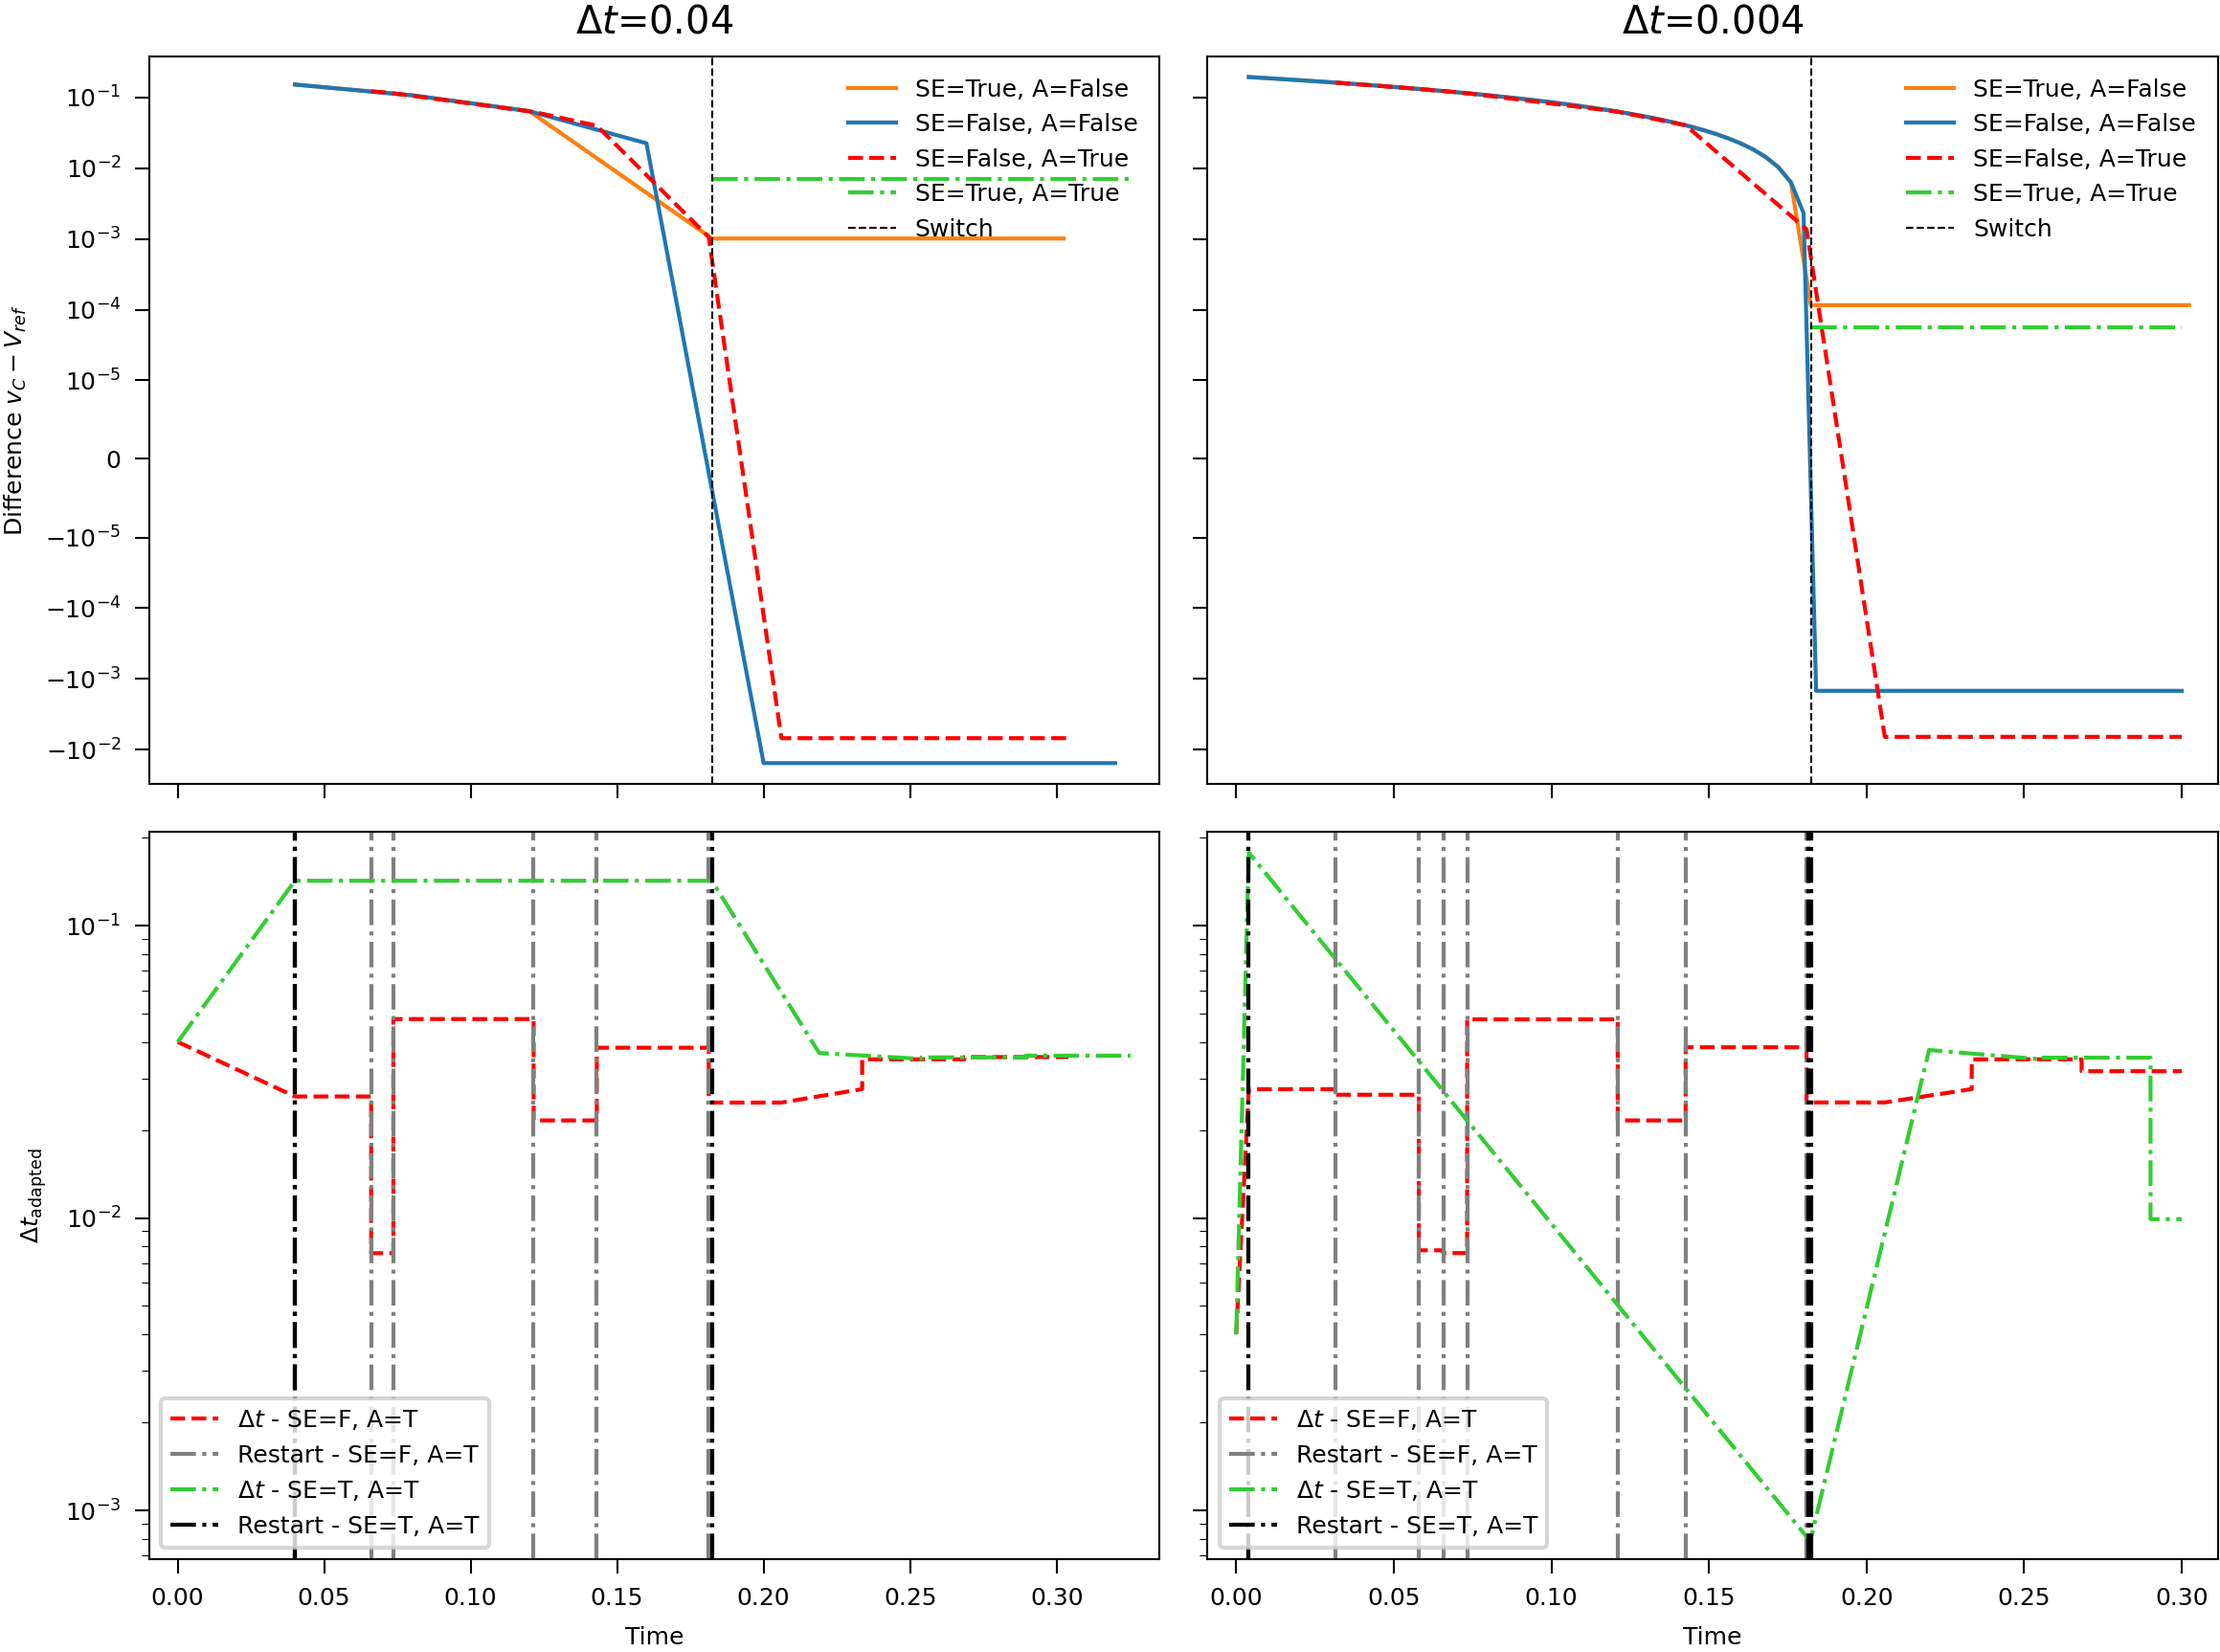 Δt=0.04
Δt=0.004
Difference v_C − V_ref
10⁻¹
10⁻²
10⁻³
10⁻⁴
10⁻⁵
0
−10⁻⁵
−10⁻⁴
−10⁻³
−10⁻²
SE=True, A=False
SE=False, A=False
SE=False, A=True
SE=True, A=True
Switch
SE=True, A=False
SE=False, A=False
SE=False, A=True
SE=True, A=True
Switch
Δt_adapted
10⁻¹
10⁻²
10⁻³
Δt - SE=F, A=T
Restart - SE=F, A=T
Δt - SE=T, A=T
Restart - SE=T, A=T
0.00 0.05 0.10 0.15 0.20 0.25 0.30
Time
Δt - SE=F, A=T
Restart - SE=F, A=T
Δt - SE=T, A=T
Restart - SE=T, A=T
0.00 0.05 0.10 0.15 0.20 0.25 0.30
Time